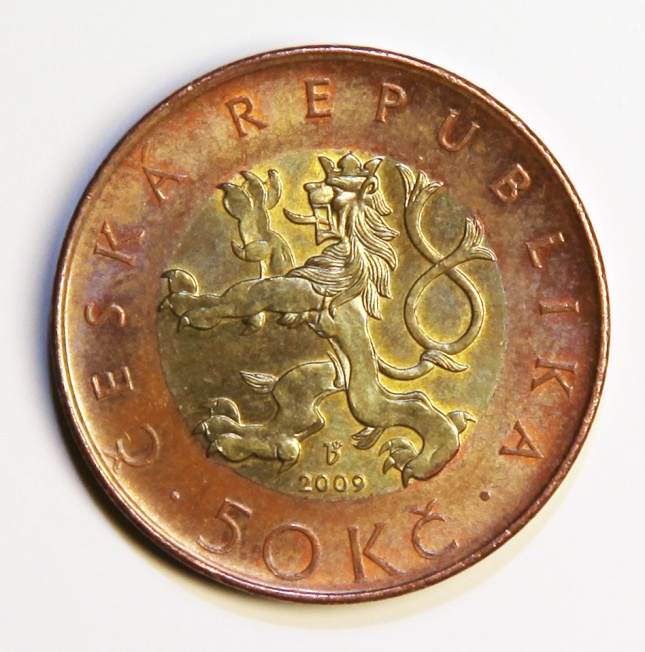 ČESKÁ REPUBLIKA
2009
· 50 KČ ·